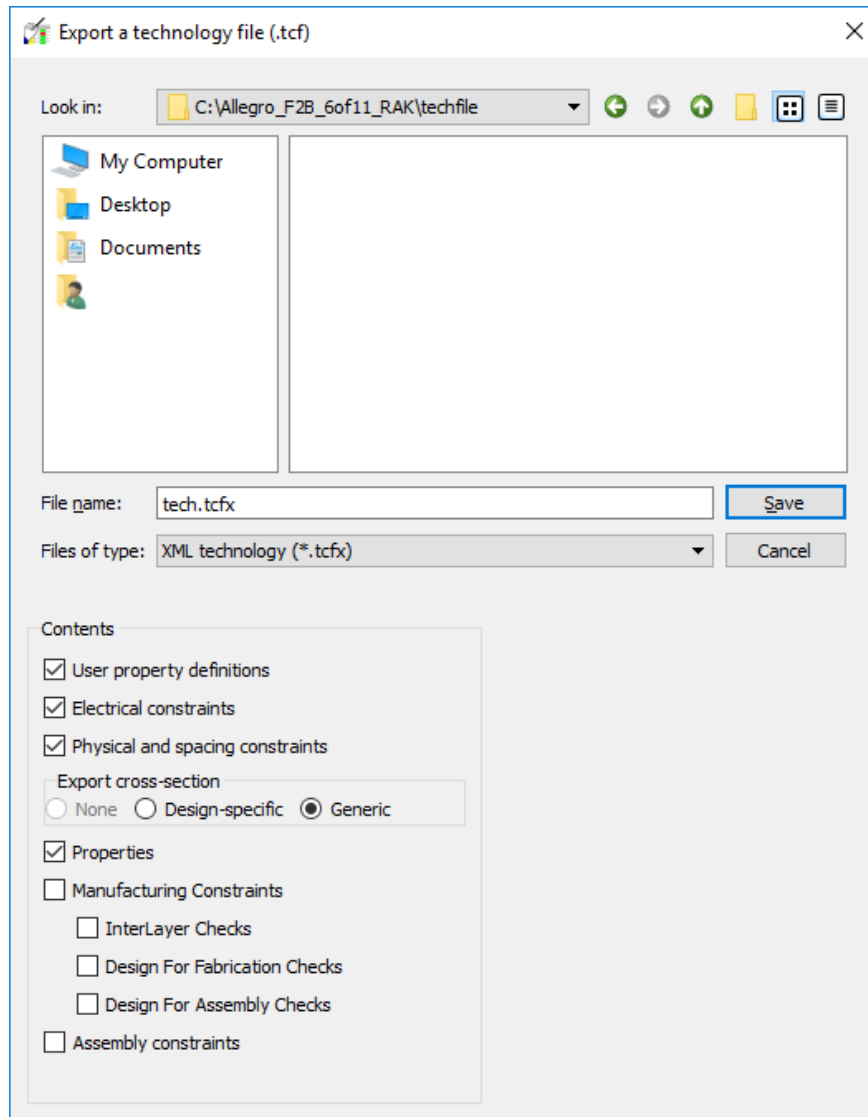 Export a technology file (.tcf)
Look in: C:\Allegro_F2B_6of11_RAK\techfile
My Computer
Desktop
Documents
File name: tech.tcfx Save
Files of type: XML technology (*.tcfx) Cancel
Contents
User property definitions
Electrical constraints
Physical and spacing constraints
Export cross-section
None Design-specific Generic
Properties
Manufacturing Constraints
InterLayer Checks
Design For Fabrication Checks
Design For Assembly Checks
Assembly constraints